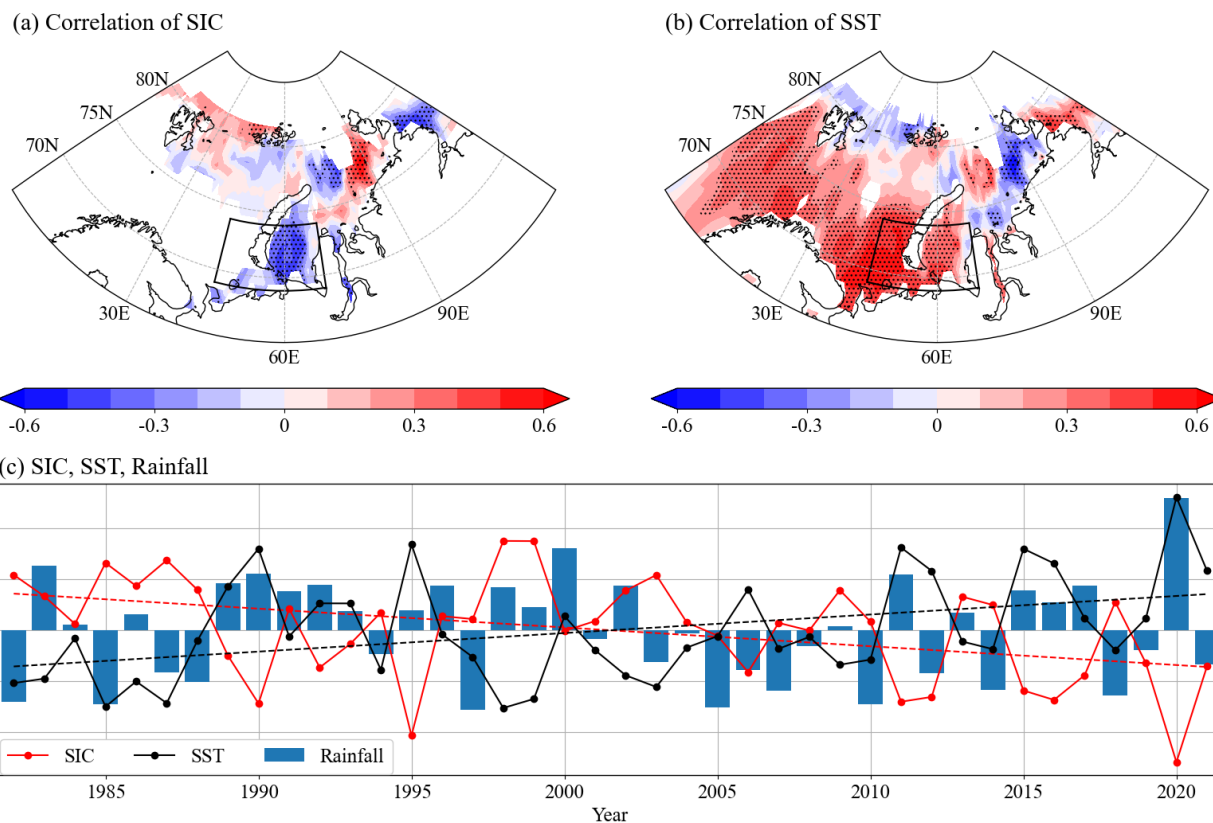 (a) Correlation of SIC
(b) Correlation of SST
80N
75N
70N
30E
60E
90E
80N
75N
70N
30E
60E
90E
-0.6 -0.3 0 0.3 0.6
-0.6 -0.3 0 0.3 0.6
(c) SIC, SST, Rainfall
SIC SST Rainfall
1985 1990 1995 2000 2005 2010 2015 2020
Year